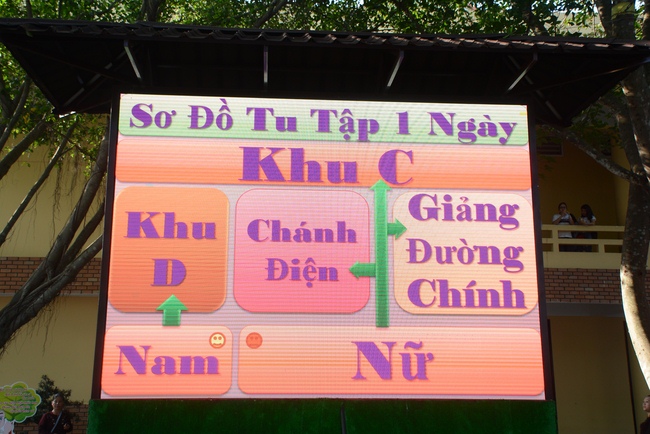 Sơ Đồ Tu Tập 1 Ngày
Khu C
Khu
D
Chánh
Điện
Giảng
Đường
Chính
Nam
Nữ